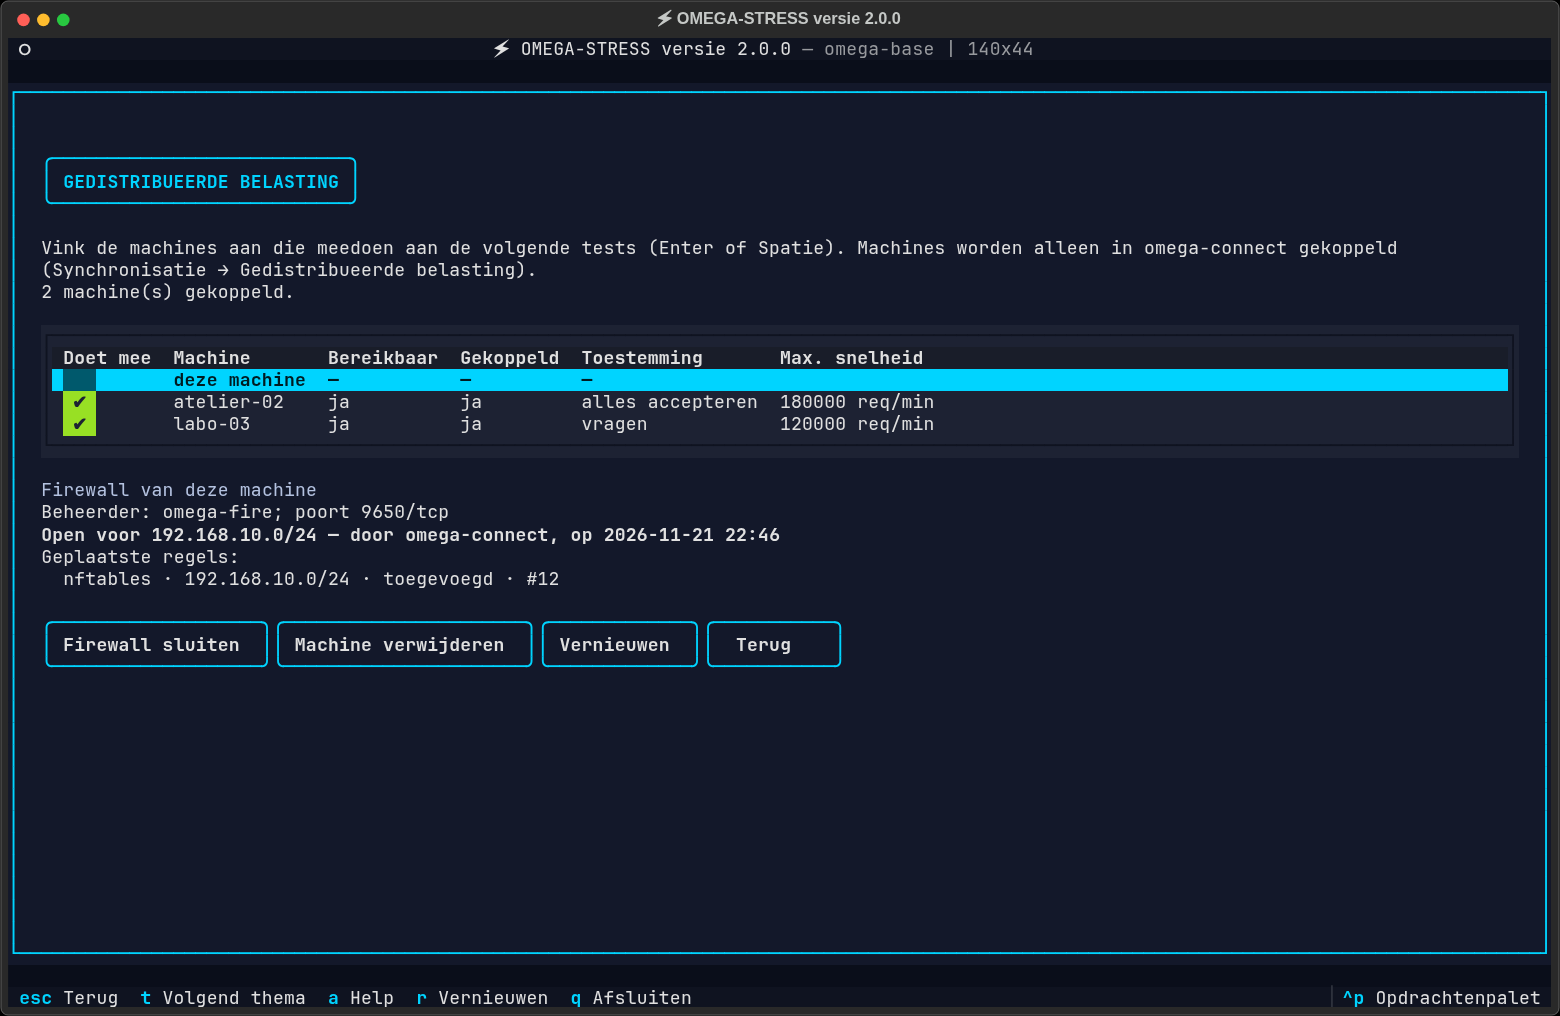 ⚡ OMEGA-STRESS versie 2.0.0
⚡ OMEGA-STRESS versie 2.0.0 — omega-base | 140x44
GEDISTRIBUEERDE BELASTING
Vink de machines aan die meedoen aan de volgende tests (Enter of Spatie). Machines worden alleen in omega-connect gekoppeld
(Synchronisatie → Gedistribueerde belasting).
2 machine(s) gekoppeld.
Doet mee Machine Bereikbaar Gekoppeld Toestemming Max. snelheid
deze machine — — —
✔ atelier-02 ja ja alles accepteren 180000 req/min
✔ labo-03 ja ja vragen 120000 req/min
Firewall van deze machine
Beheerder: omega-fire; poort 9650/tcp
Open voor 192.168.10.0/24 — door omega-connect, op 2026-11-21 22:46
Geplaatste regels:
nftables · 192.168.10.0/24 · toegevoegd · #12
Firewall sluiten Machine verwijderen Vernieuwen Terug
esc Terug t Volgend thema a Help r Vernieuwen q Afsluiten ^p Opdrachtenpalet